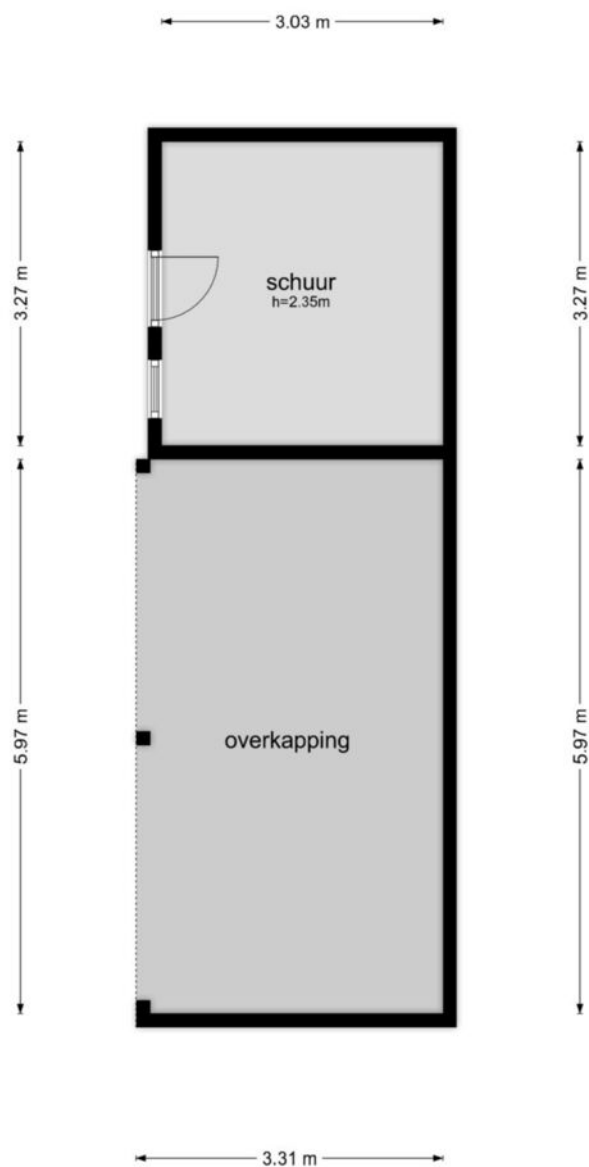 3.03 m
3.27 m
3.27 m
schuur
h=2.35m
5.97 m
5.97 m
overkapping
3.31 m